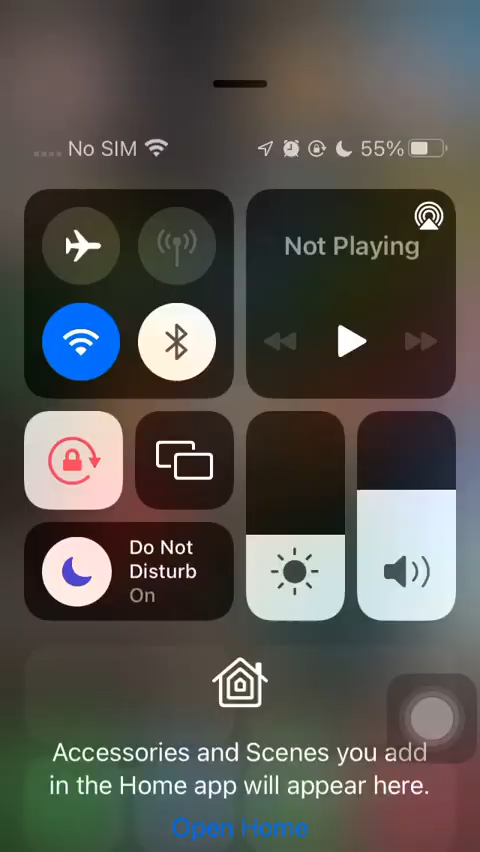 No SIM 55%
Not Playing
Do Not
Disturb
On
Accessories and Scenes you add
in the Home app will appear here.
Open Home